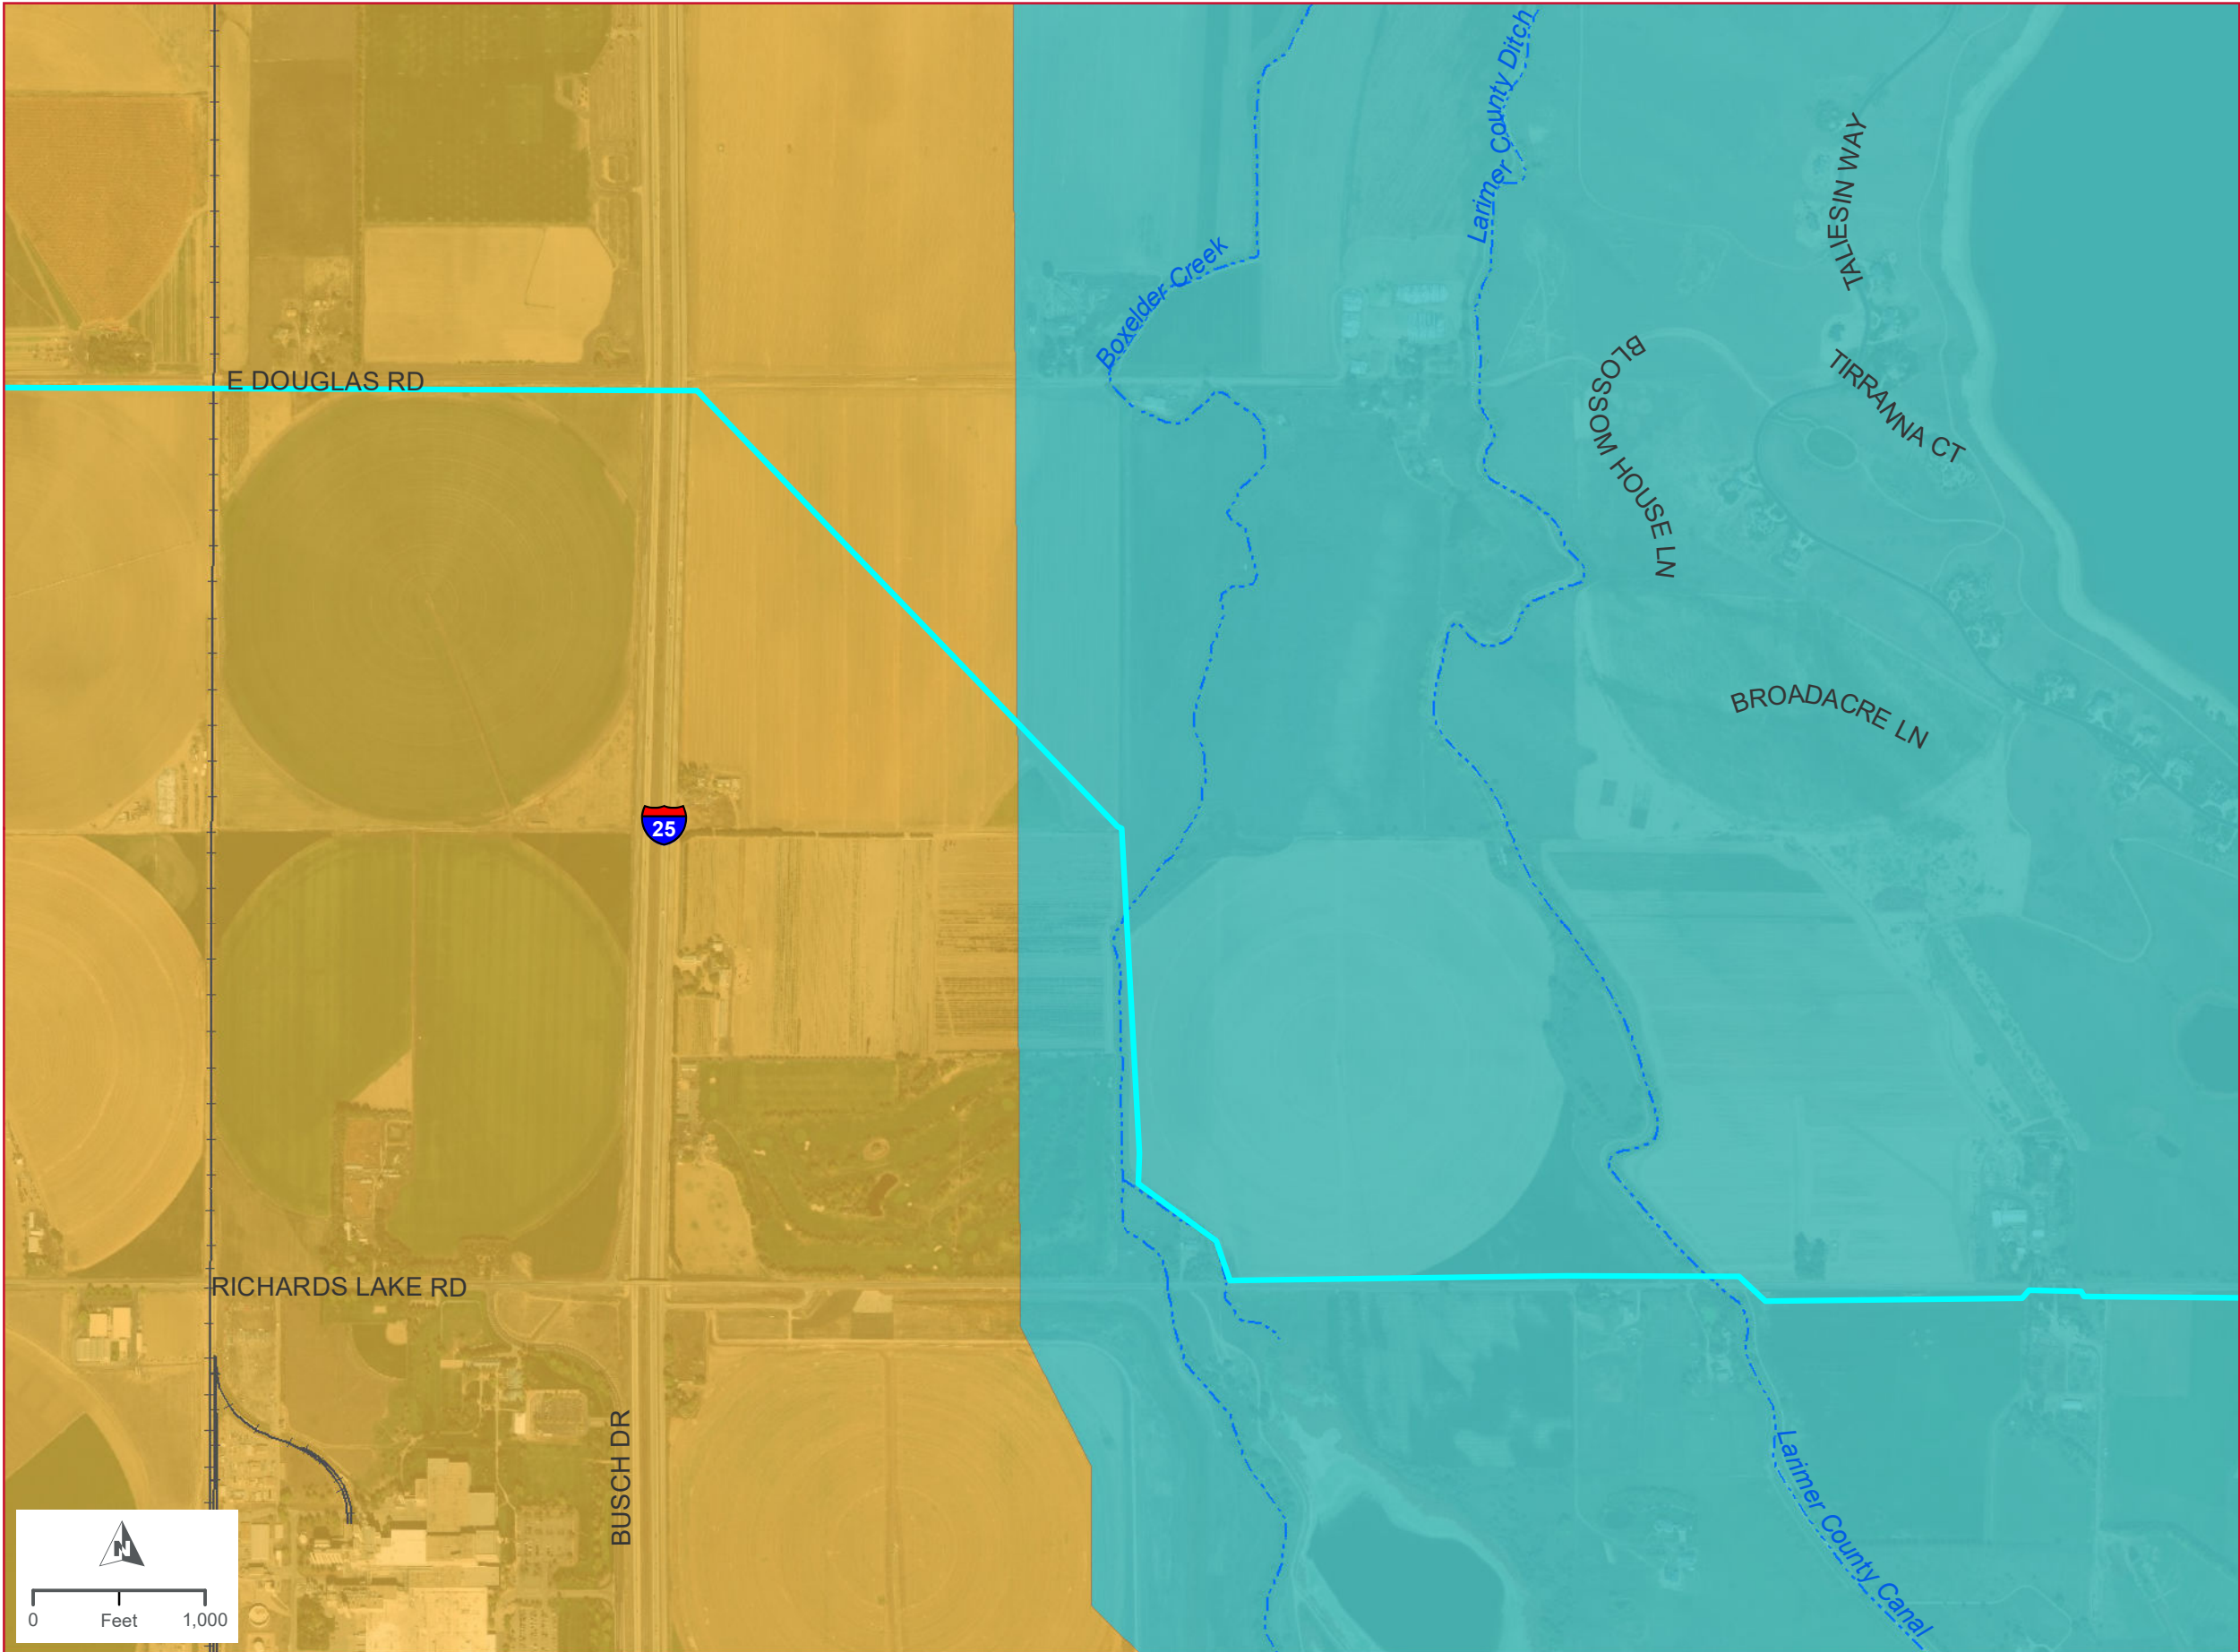 Larimer County Ditch
TALIESIN WAY
Boxelder Creek
E DOUGLAS RD
BLOSSOM HOUSE LN
TIRRANNA CT
BROADACRE LN
25
RICHARDS LAKE RD
BUSCH DR
Larimer County Canal
N
0 Feet 1,000